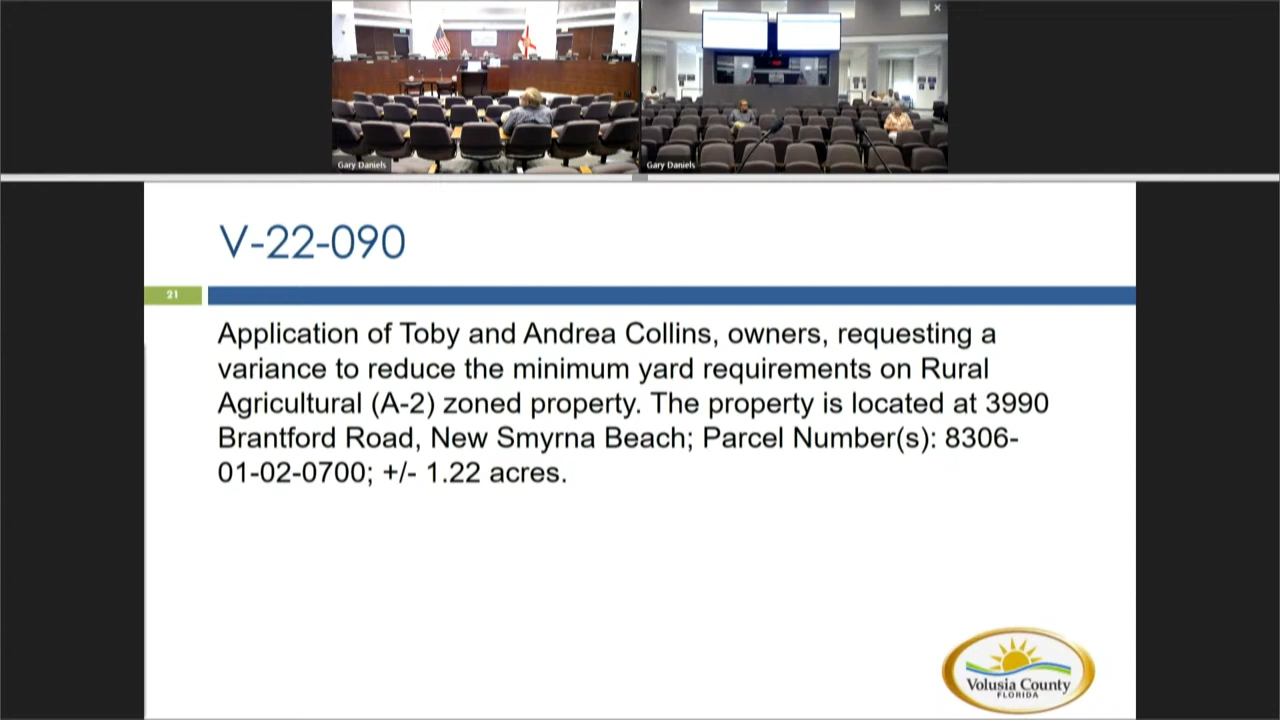 Gary Daniels
Gary Daniels
V-22-090
21
Application of Toby and Andrea Collins, owners, requesting a
variance to reduce the minimum yard requirements on Rural
Agricultural (A-2) zoned property. The property is located at 3990
Brantford Road, New Smyrna Beach; Parcel Number(s): 8306-
01-02-0700; +/- 1.22 acres.
Volusia County
FLORIDA